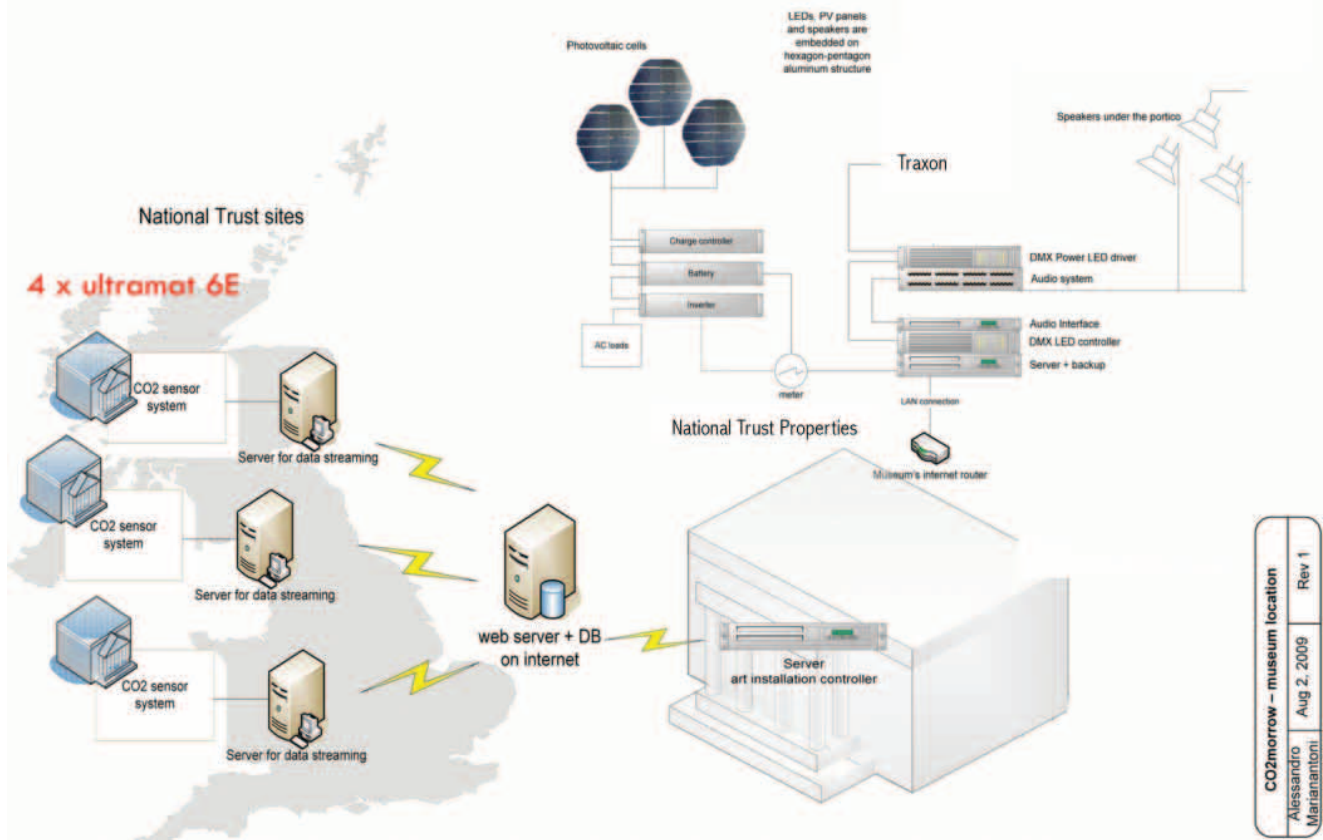 LEDs, PV panels
and speakers are
embedded on
hexagon-pentagon
aluminum structure
Photovoltaic cells
Speakers under the portico
Traxon
National Trust sites
4 x ultramat 6E
Charge controller
Battery
Inverter
AC loads
meter
DMX Power LED driver
Audio system
Audio Interface
DMX LED controller
Server + backup
LAN connection
Museum's internet router
National Trust Properties
CO2 sensor
system
Server for data streaming
CO2 sensor
system
Server for data streaming
CO2 sensor
system
Server for data streaming
web server + DB
on internet
Server
art installation controller
CO2morrow – museum location
Alessandro
Marianantoni
Aug 2, 2009
Rev 1